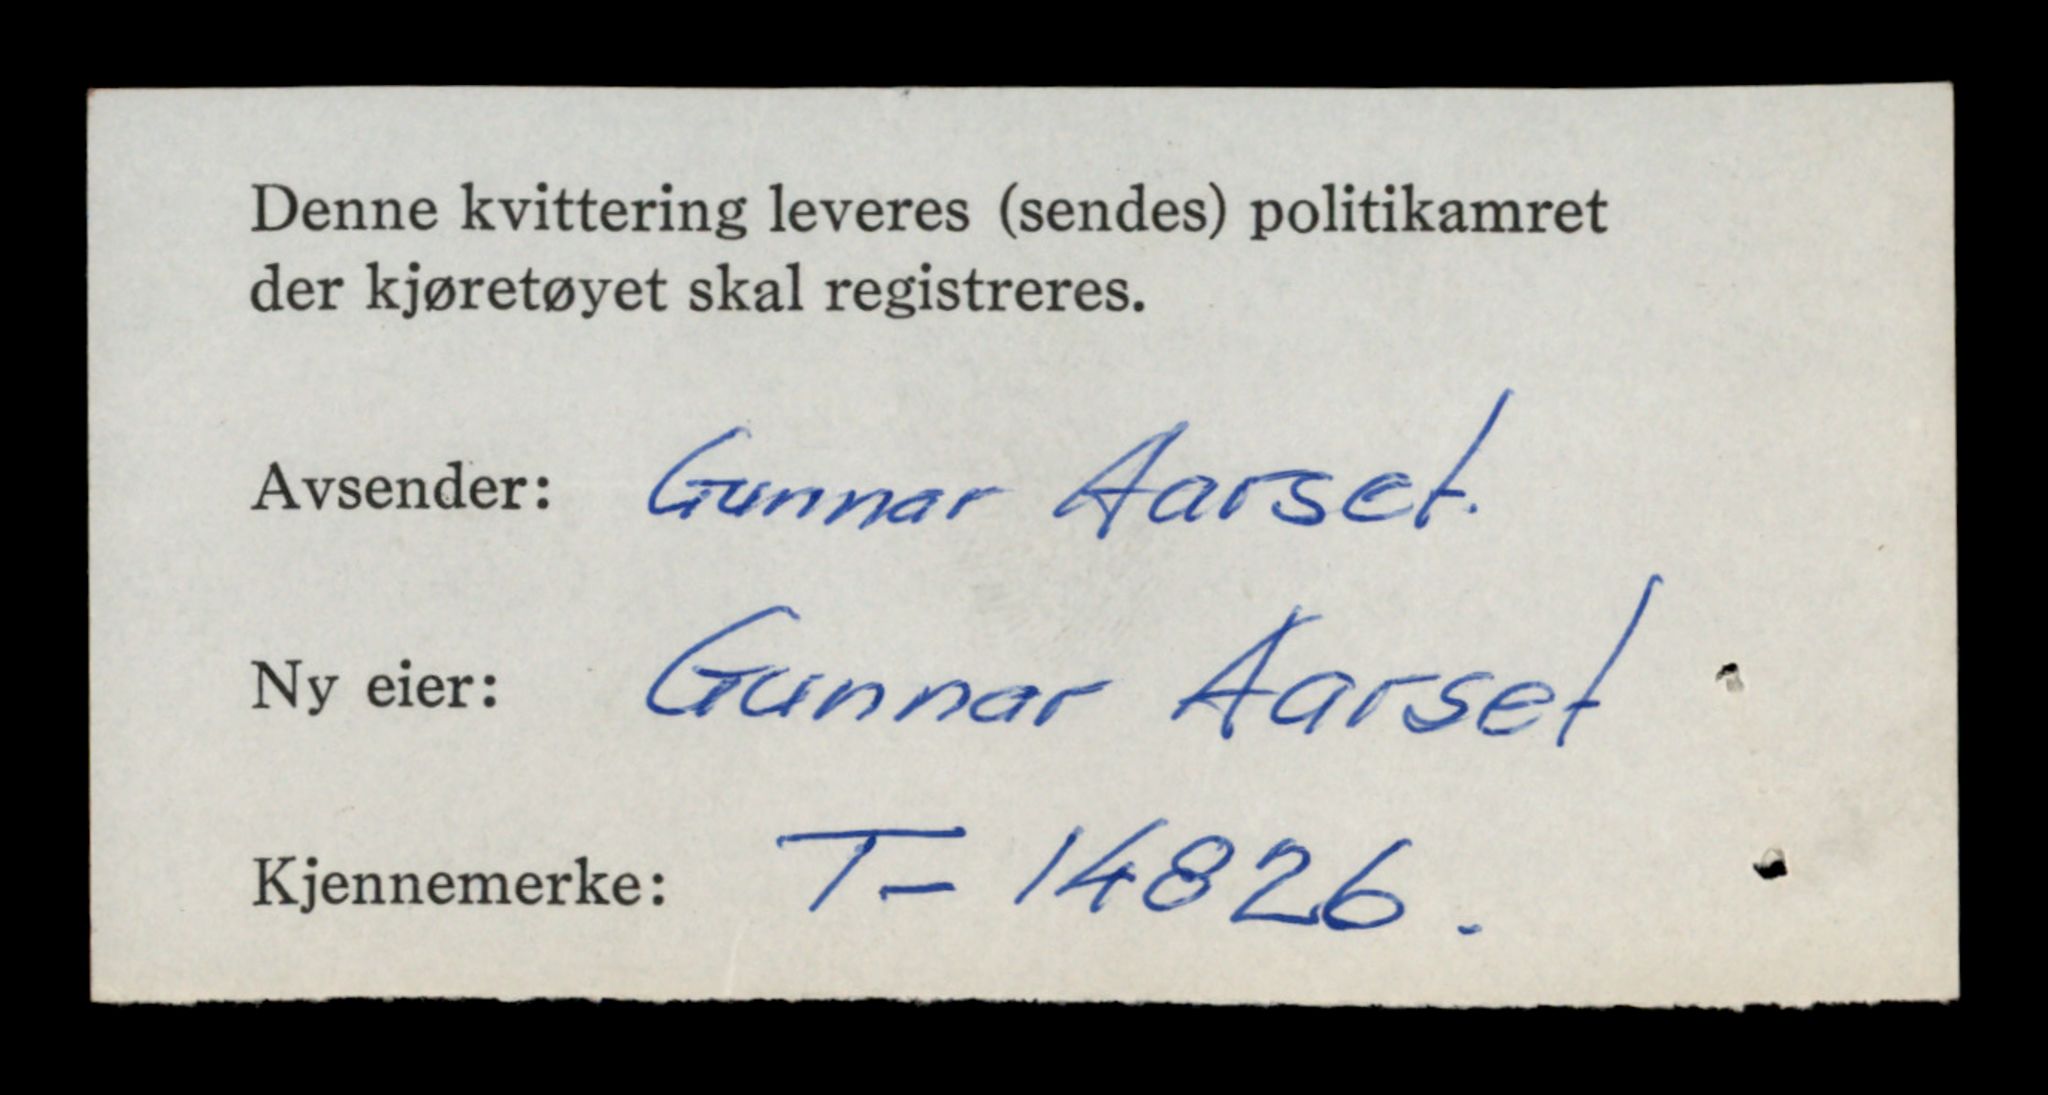 Denne kvittering leveres (sendes) politikamret
der kjøretøyet skal registreres.
Avsender: Gunnar Aarset.
Ny eier: Gunnar Aarset
Kjennemerke: T- 14826.